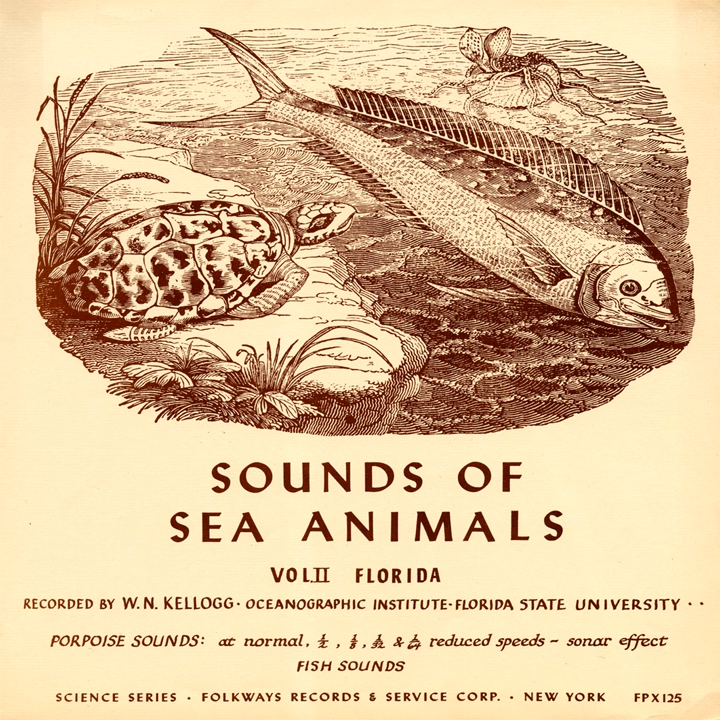 SOUNDS OF
SEA ANIMALS
VOL.II FLORIDA
RECORDED BY W.N. KELLOGG · OCEANOGRAPHIC INSTITUTE · FLORIDA STATE UNIVERSITY · ·
PORPOISE SOUNDS: at normal, ½, ⅛, 1/32 & 1/64 reduced speeds – sonar effect
FISH SOUNDS
SCIENCE SERIES · FOLKWAYS RECORDS & SERVICE CORP. · NEW YORK FPX125